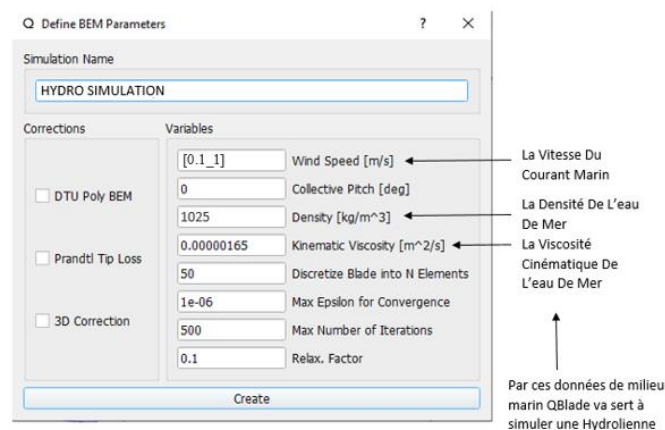 Define BEM Parameters
?
Simulation Name
HYDRO SIMULATION
Corrections
Variables
DTU Poly BEM
Prandtl Tip Loss
3D Correction
[0.1_1] Wind Speed [m/s]
0 Collective Pitch [deg]
1025 Density [kg/m^3]
0.00000165 Kinematic Viscosity [m^2/s]
50 Discretize Blade into N Elements
1e-06 Max Epsilon for Convergence
500 Max Number of Iterations
0.1 Relax. Factor
Create
La Vitesse Du
Courant Marin
La Densité De L'eau
De Mer
La Viscosité
Cinématique De
L'eau De Mer
Par ces données de milieu
marin QBlade va sert à
simuler une Hydrolienne